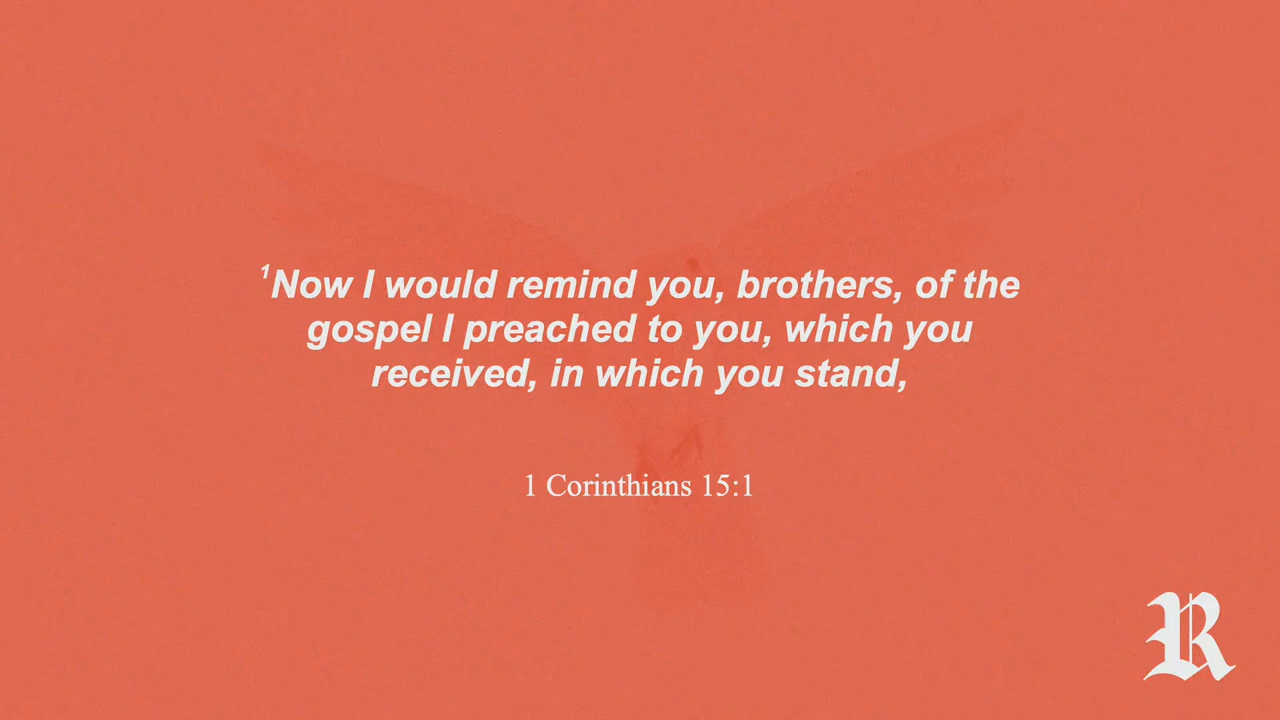 ¹Now I would remind you, brothers, of the
gospel I preached to you, which you
received, in which you stand,
1 Corinthians 15:1
R